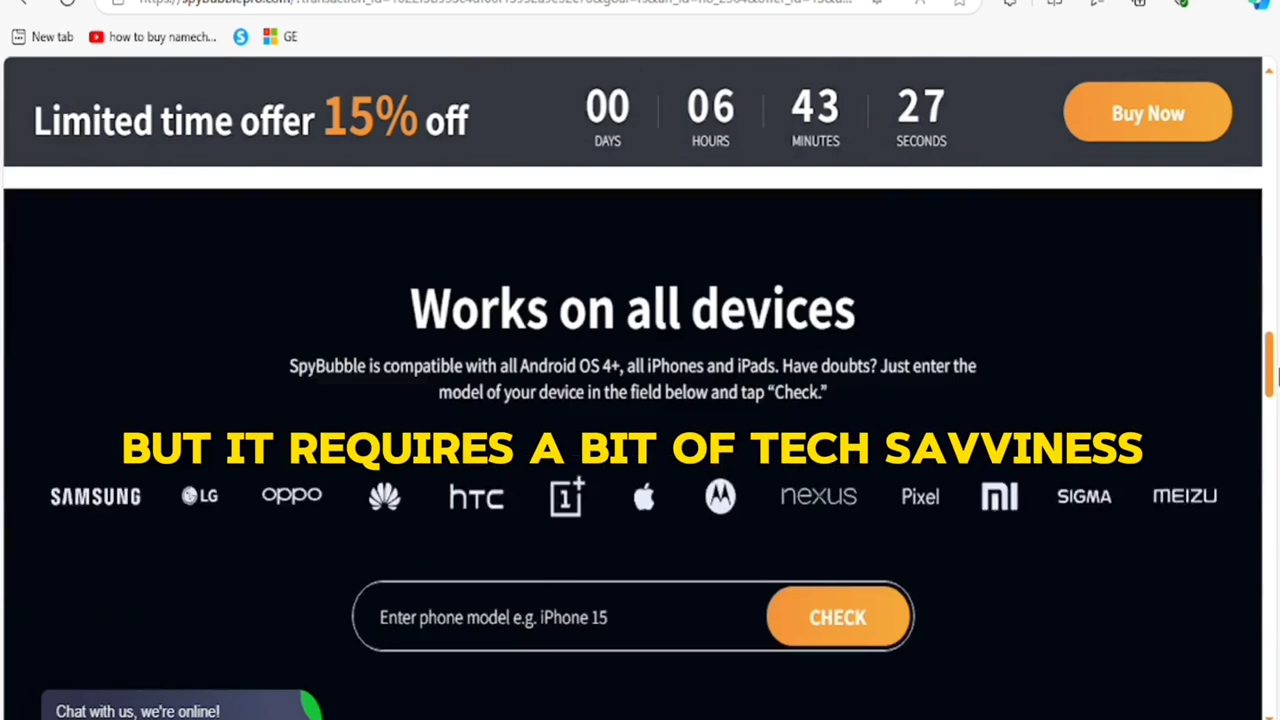 New tab
how to buy namech...
GE
Limited time offer 15% off
00
06
43
27
DAYS
HOURS
MINUTES
SECONDS
Buy Now
Works on all devices
SpyBubble is compatible with all Android OS 4+, all iPhones and iPads. Have doubts? Just enter the
model of your device in the field below and tap “Check.”
BUT IT REQUIRES A BIT OF TECH SAVVINESS
SAMSUNG LG oppo hTC 1+ nexus Pixel mi SIGMA MEIZU
Enter phone model e.g. iPhone 15
CHECK
Chat with us, we're online!